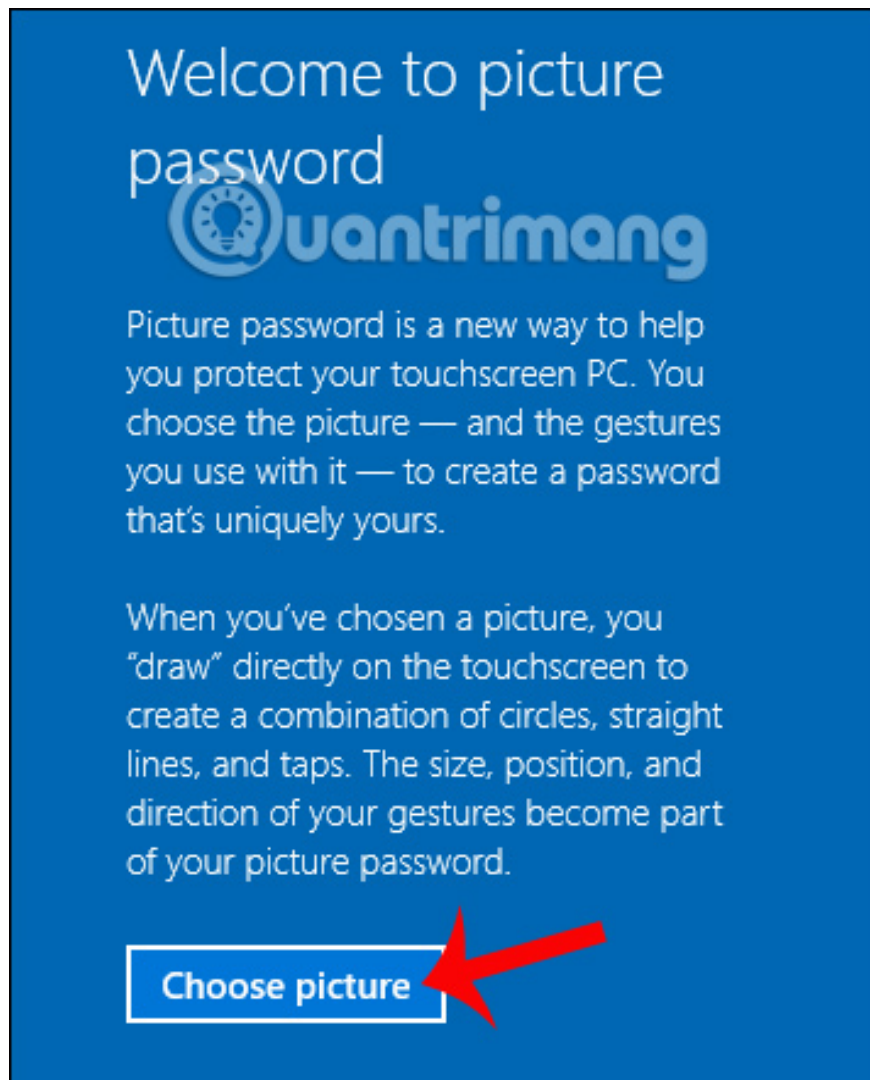 Welcome to picture
password
Quantrimang
Picture password is a new way to help
you protect your touchscreen PC. You
choose the picture — and the gestures
you use with it — to create a password
that's uniquely yours.
When you've chosen a picture, you
“draw” directly on the touchscreen to
create a combination of circles, straight
lines, and taps. The size, position, and
direction of your gestures become part
of your picture password.
Choose picture